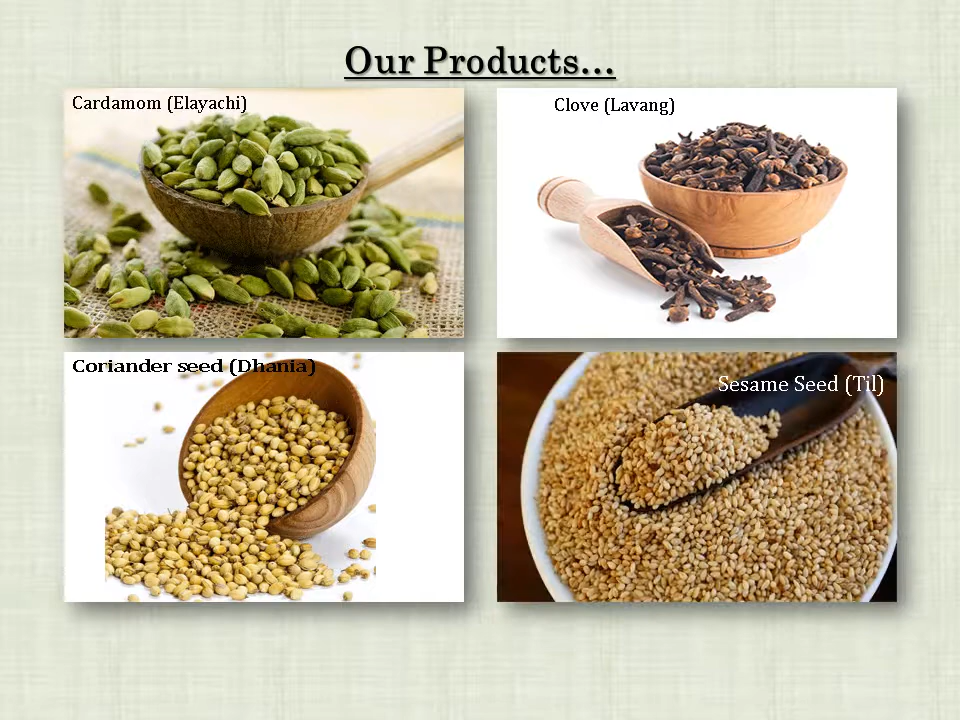 Our Products...
Cardamom (Elayachi)
Clove (Lavang)
Coriander seed (Dhania)
Sesame Seed (Til)